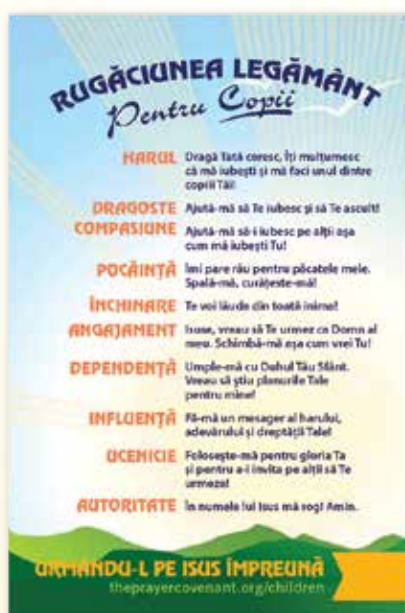 RUGĂCIUNEA LEGĂMÂNT
Pentru Copii
HARUL Dragă Tată ceresc, Îți mulțumesc
că mă iubești și mă faci unul dintre
copiii Tăi!
DRAGOSTE Ajută-mă să Te iubesc și să Te ascult!
COMPASIUNE Ajută-mă să-i iubesc pe alții așa
cum mă iubești Tu!
POCĂINȚĂ Îmi pare rău pentru păcatele mele.
Spală-mă, curățește-mă!
ÎNCHINARE Te voi lăuda din toată inima!
ANGAJAMENT Isuse, vreau să Te urmez ca Domn al
meu. Schimbă-mă așa cum vrei Tu!
DEPENDENȚĂ Umple-mă cu Duhul Tău Sfânt.
Vreau să știu planurile Tale
pentru mine!
INFLUENȚĂ Fă-mă un mesager al harului,
adevărului și dreptății Tale!
UCENICIE Folosește-mă pentru gloria Ta
și pentru a-i invita pe alții să Te
urmeze!
AUTORITATE În numele lui Isus mă rog! Amin.
URMÂNDU-L PE ISUS ÎMPREUNĂ
theprayercovenant.org/children